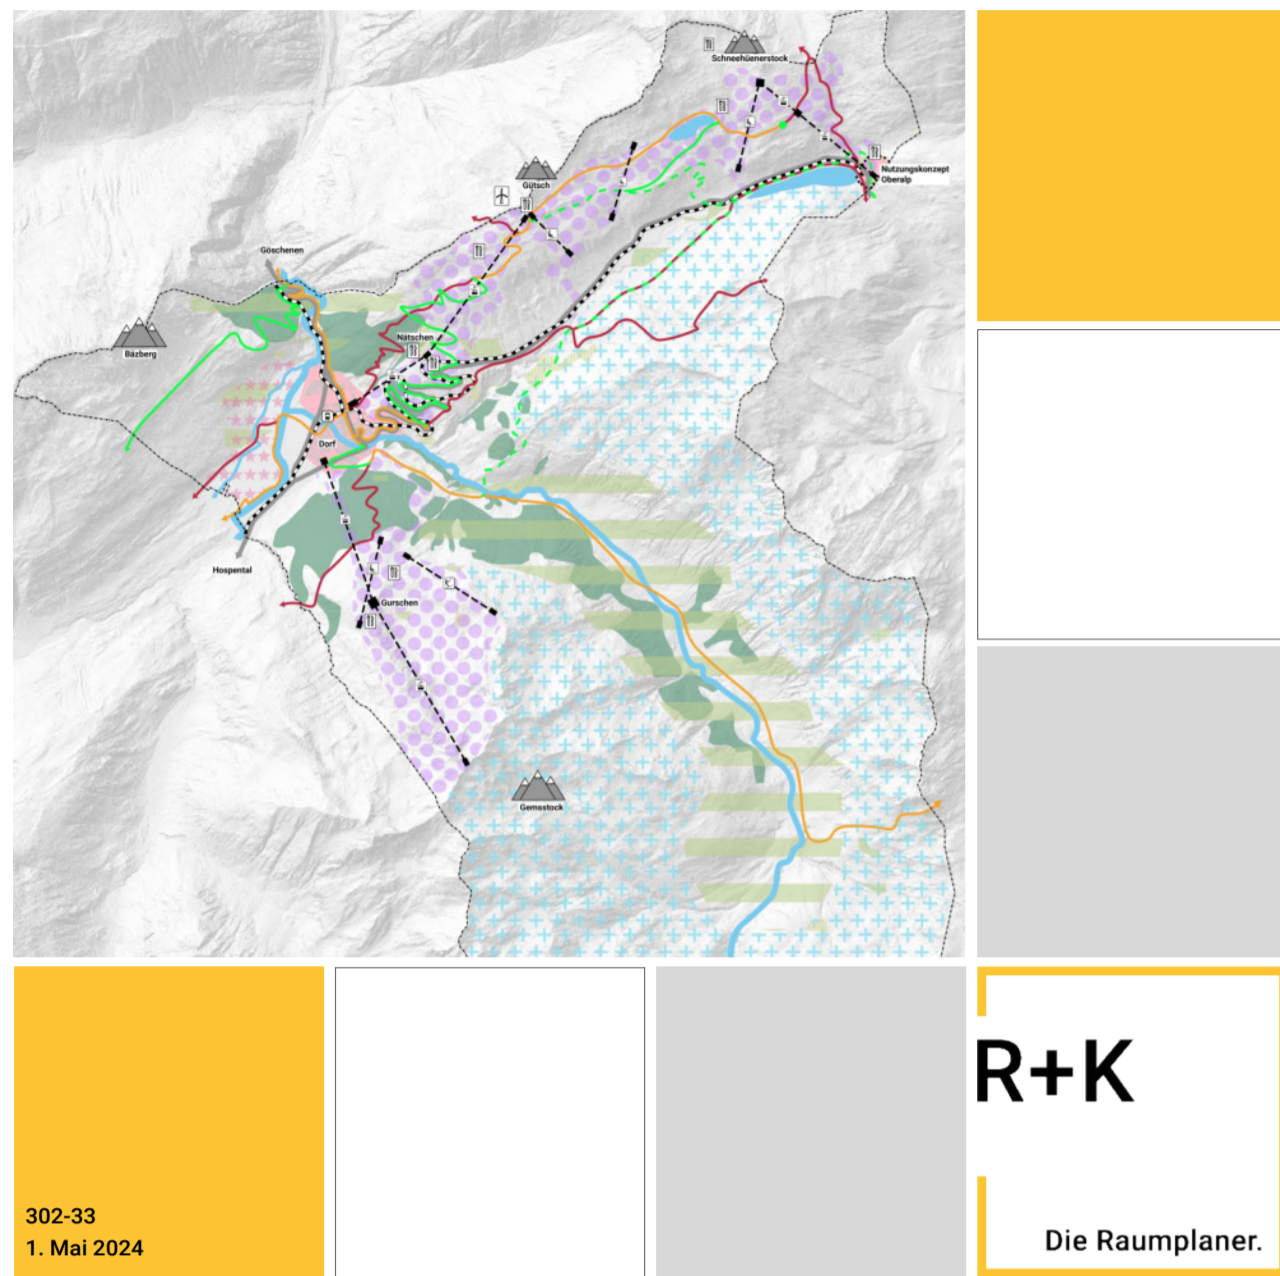 Schneehüenerstock
Nutzungskonzept
Oberalp
Gütsch
Göschenen
Nätschen
Bäzberg
Dorf
Hospental
Gurschen
Gemsstock
302-33
1. Mai 2024
R+K
Die Raumplaner.